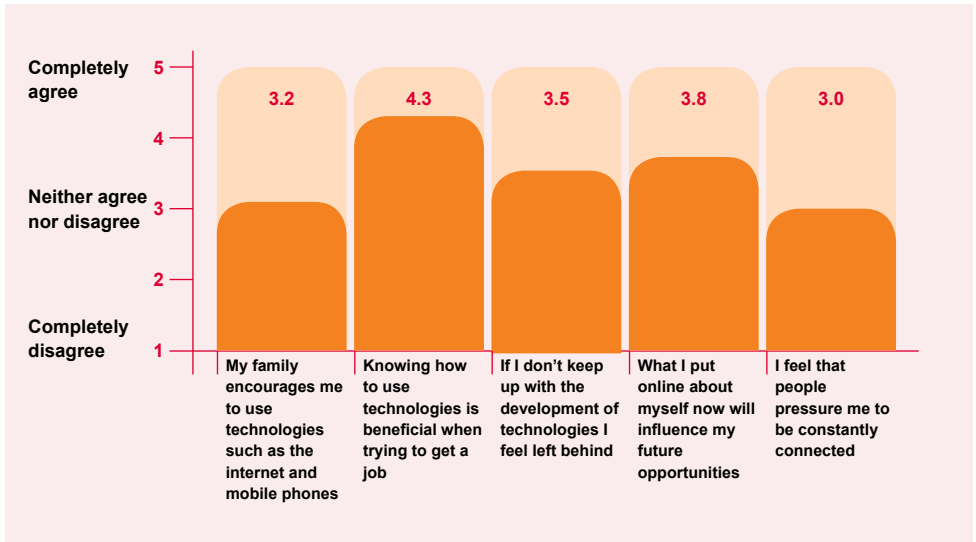 Completely
agree
5
4
Neither agree
nor disagree
3
2
Completely
disagree
1
3.2
4.3
3.5
3.8
3.0
My family
encourages me
to use
technologies
such as the
internet and
mobile phones
Knowing how
to use
technologies is
beneficial when
trying to get a
job
If I don’t keep
up with the
development of
technologies I
feel left behind
What I put
online about
myself now will
influence my
future
opportunities
I feel that
people
pressure me to
be constantly
connected